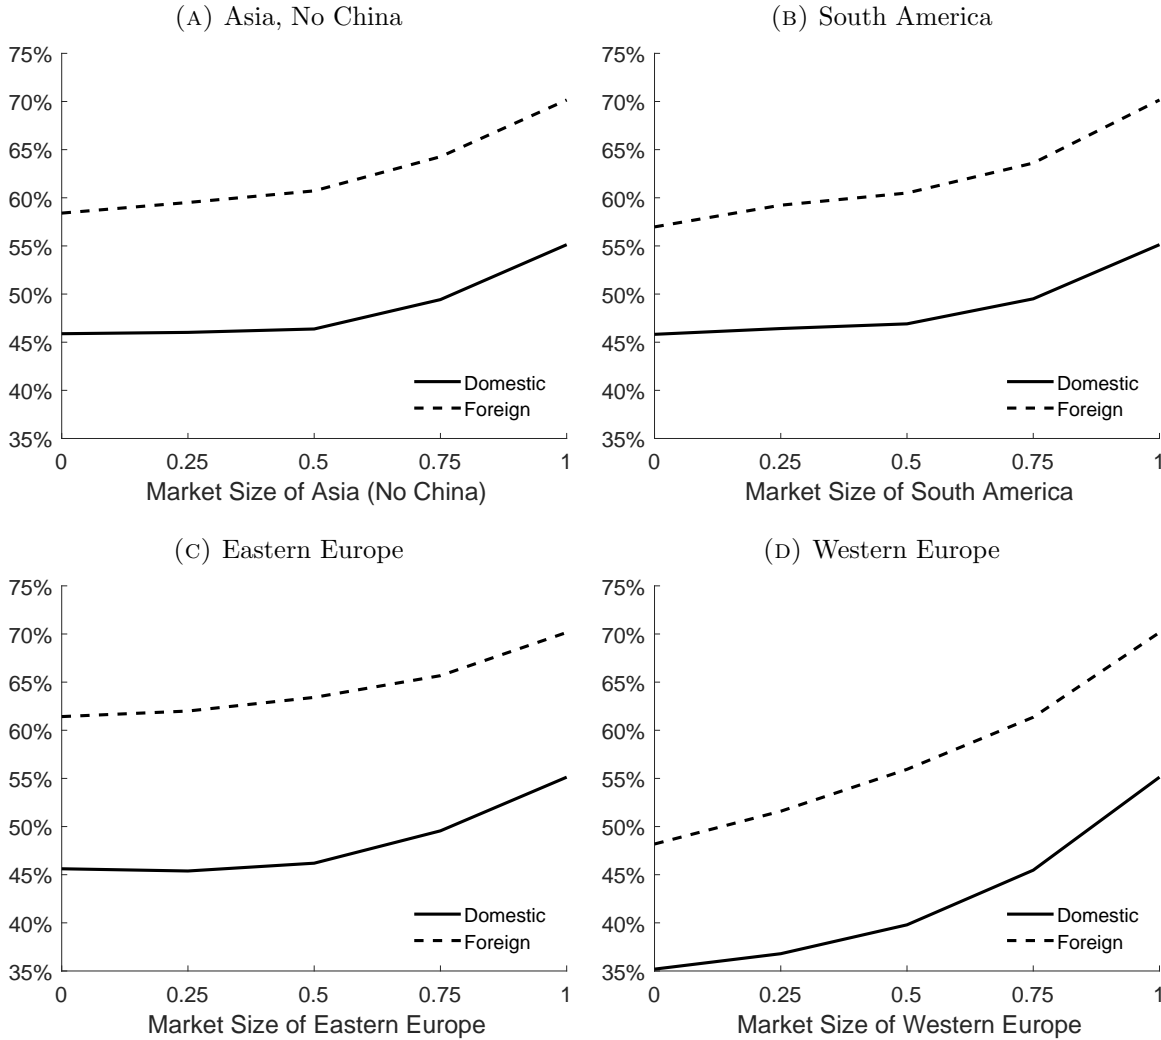 (A) Asia, No China
75%
70%
65%
60%
55%
50%
45%
40%
35%
Domestic
Foreign
0 0.25 0.5 0.75 1
Market Size of Asia (No China)
(B) South America
75%
70%
65%
60%
55%
50%
45%
40%
35%
Domestic
Foreign
0 0.25 0.5 0.75 1
Market Size of South America
(C) Eastern Europe
75%
70%
65%
60%
55%
50%
45%
40%
35%
Domestic
Foreign
0 0.25 0.5 0.75 1
Market Size of Eastern Europe
(D) Western Europe
75%
70%
65%
60%
55%
50%
45%
40%
35%
Domestic
Foreign
0 0.25 0.5 0.75 1
Market Size of Western Europe